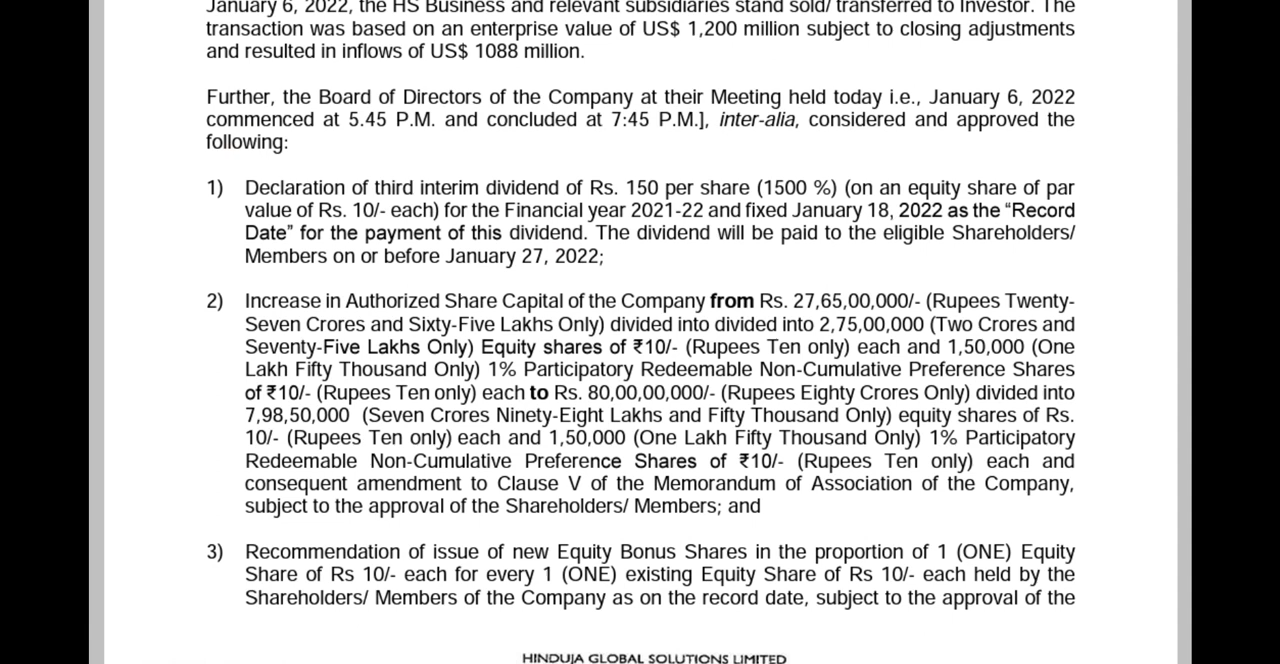 January 6, 2022, the HS Business and relevant subsidiaries stand sold/ transferred to Investor. The
transaction was based on an enterprise value of US$ 1,200 million subject to closing adjustments
and resulted in inflows of US$ 1088 million.
Further, the Board of Directors of the Company at their Meeting held today i.e., January 6, 2022
commenced at 5.45 P.M. and concluded at 7:45 P.M.], inter-alia, considered and approved the
following:
1) Declaration of third interim dividend of Rs. 150 per share (1500 %) (on an equity share of par
value of Rs. 10/- each) for the Financial year 2021-22 and fixed January 18, 2022 as the “Record
Date” for the payment of this dividend. The dividend will be paid to the eligible Shareholders/
Members on or before January 27, 2022;
2) Increase in Authorized Share Capital of the Company from Rs. 27,65,00,000/- (Rupees Twenty-
Seven Crores and Sixty-Five Lakhs Only) divided into divided into 2,75,00,000 (Two Crores and
Seventy-Five Lakhs Only) Equity shares of ₹10/- (Rupees Ten only) each and 1,50,000 (One
Lakh Fifty Thousand Only) 1% Participatory Redeemable Non-Cumulative Preference Shares
of ₹10/- (Rupees Ten only) each to Rs. 80,00,00,000/- (Rupees Eighty Crores Only) divided into
7,98,50,000 (Seven Crores Ninety-Eight Lakhs and Fifty Thousand Only) equity shares of Rs.
10/- (Rupees Ten only) each and 1,50,000 (One Lakh Fifty Thousand Only) 1% Participatory
Redeemable Non-Cumulative Preference Shares of ₹10/- (Rupees Ten only) each and
consequent amendment to Clause V of the Memorandum of Association of the Company,
subject to the approval of the Shareholders/ Members; and
3) Recommendation of issue of new Equity Bonus Shares in the proportion of 1 (ONE) Equity
Share of Rs 10/- each for every 1 (ONE) existing Equity Share of Rs 10/- each held by the
Shareholders/ Members of the Company as on the record date, subject to the approval of the
HINDUJA GLOBAL SOLUTIONS LIMITED